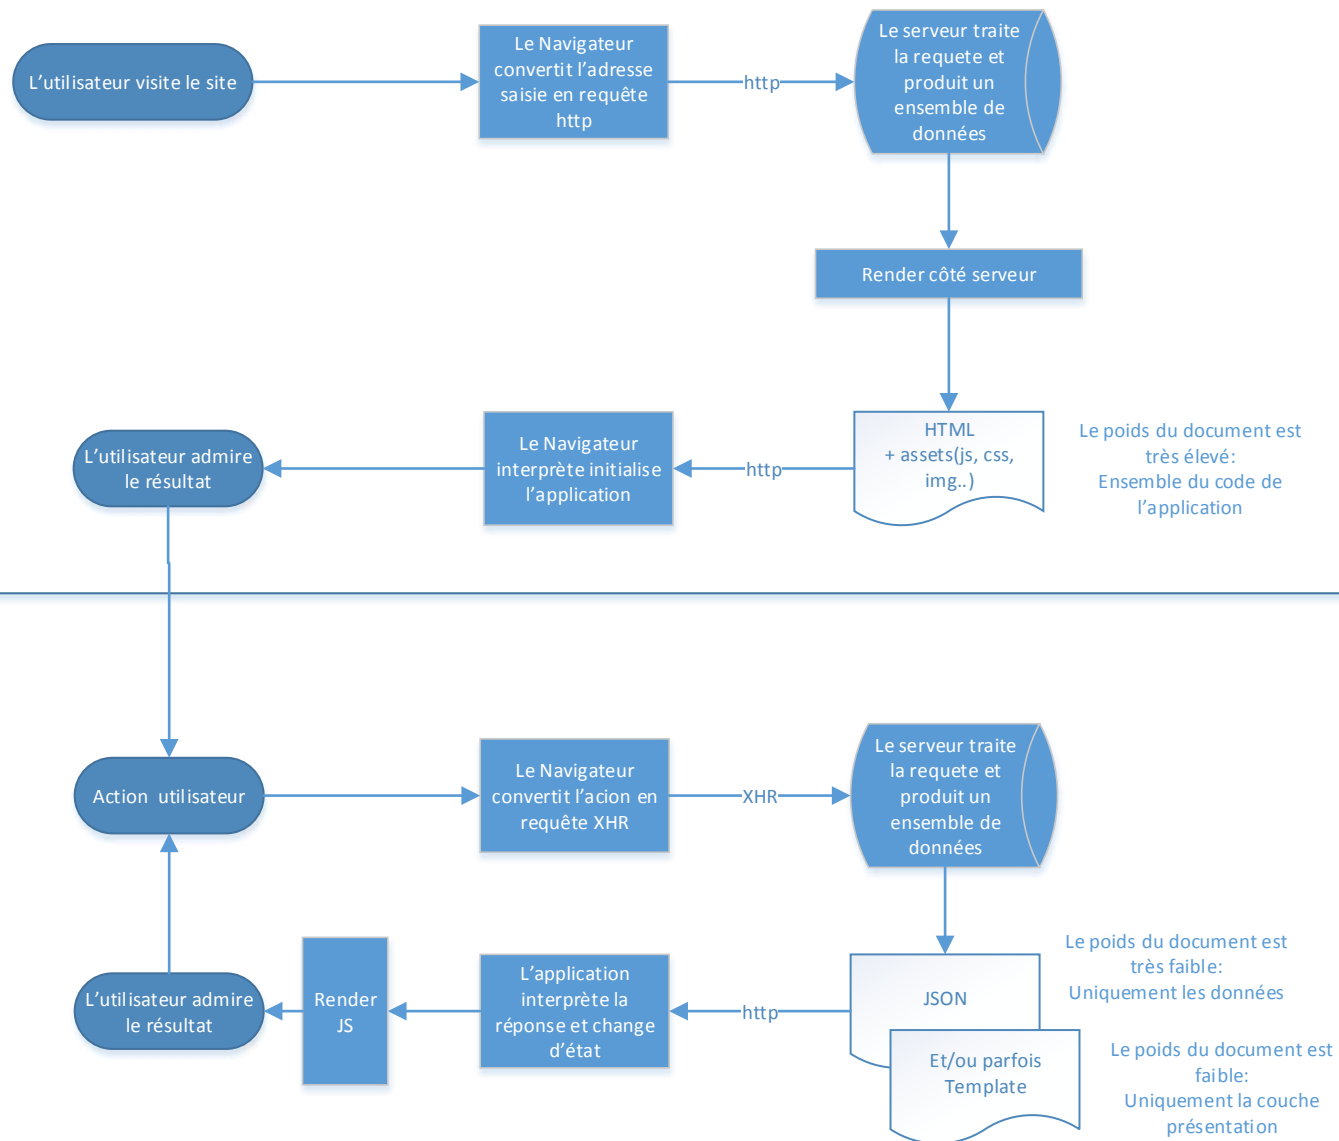 L’utilisateur visite le site
Le Navigateur
convertit l’adresse
saisie en requête
http
http
Le serveur traite
la requete et
produit un
ensemble de
données
Render côté serveur
HTML
+ assets(js, css,
img..)
Le poids du document est
très élevé:
Ensemble du code de
l’application
http
Le Navigateur
interprète initialise
l’application
L’utilisateur admire
le résultat
Action utilisateur
Le Navigateur
convertit l’acion en
requête XHR
XHR
Le serveur traite
la requete et
produit un
ensemble de
données
JSON
Le poids du document est
très faible:
Uniquement les données
Et/ou parfois
Template
Le poids du document est
faible:
Uniquement la couche
présentation
http
L’application
interprète la
réponse et change
d’état
Render
JS
L’utilisateur admire
le résultat